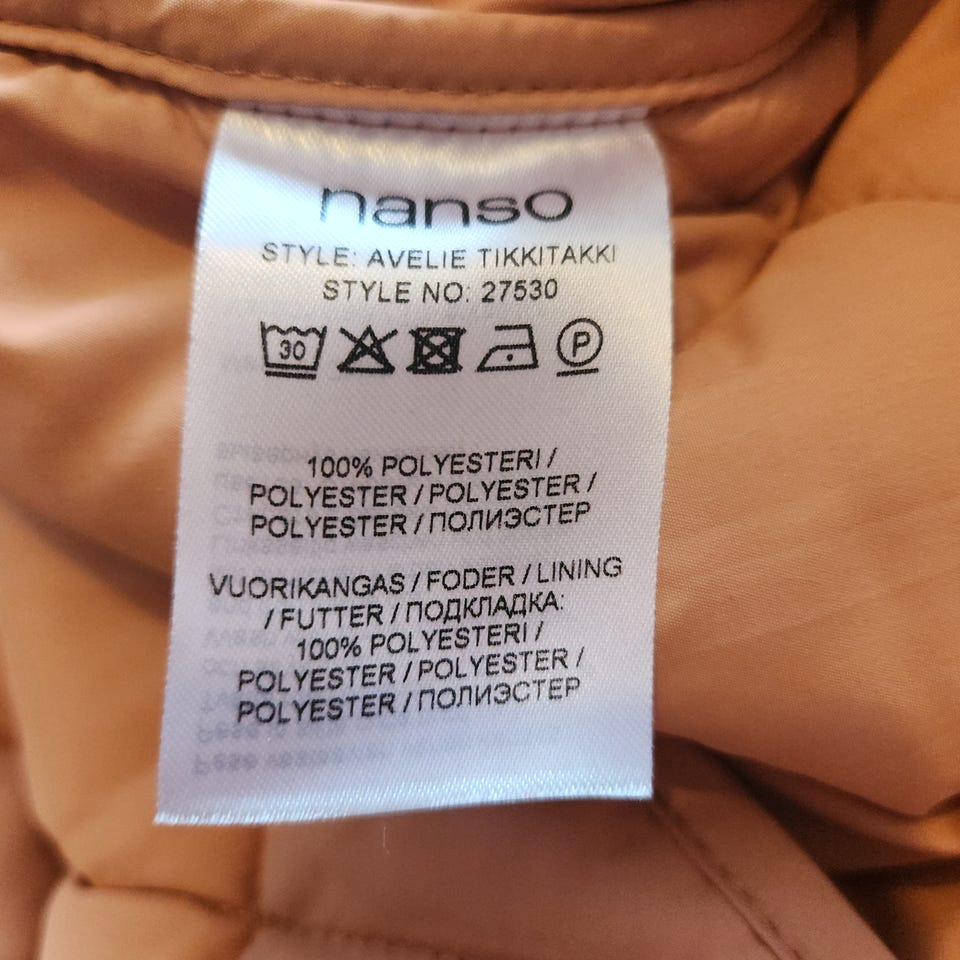 nanso
STYLE: AVELIE TIKKITAKKI
STYLE NO: 27530
30 P
100% POLYESTERI /
POLYESTER / POLYESTER /
POLYESTER / ПОЛИЭСТЕР
VUORIKANGAS / FODER / LINING
/ FUTTER / ПОДКЛАДКА:
100% POLYESTERI /
POLYESTER / POLYESTER /
POLYESTER / ПОЛИЭСТЕР